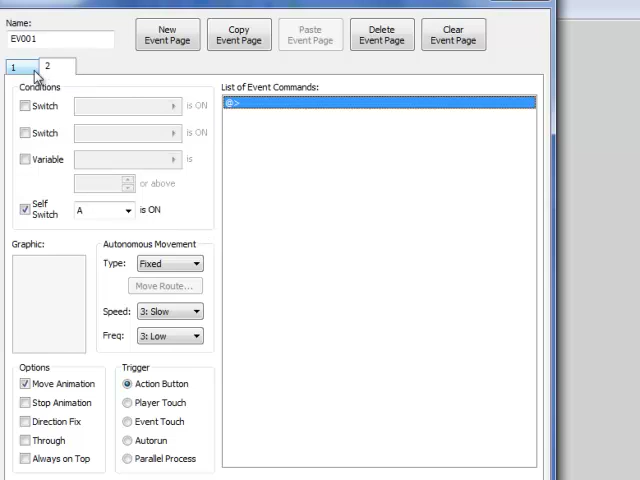 Name:
EV001
New
Event Page
Copy
Event Page
Paste
Event Page
Delete
Event Page
Clear
Event Page
1
2
Conditions
Switch
is ON
Switch
is ON
Variable
is
or above
Self
Switch
A
is ON
Graphic:
Autonomous Movement
Type:
Fixed
Move Route...
Speed:
3: Slow
Freq:
3: Low
Options
Move Animation
Stop Animation
Direction Fix
Through
Always on Top
Trigger
Action Button
Player Touch
Event Touch
Autorun
Parallel Process
List of Event Commands:
@>